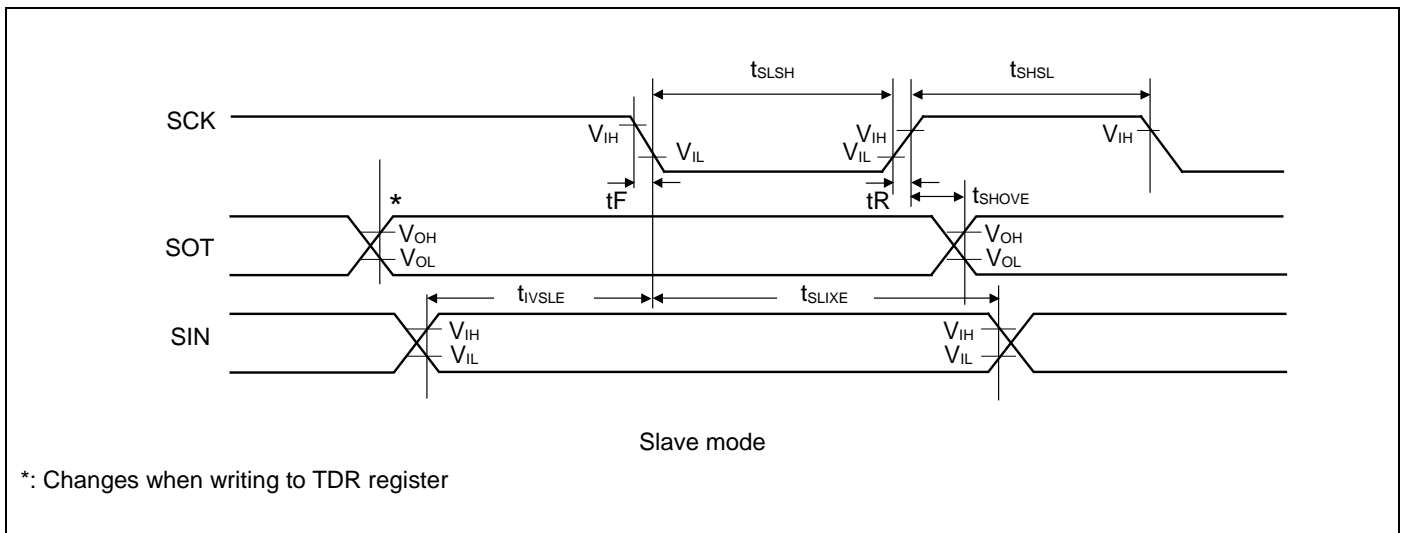 tSLSH tSHSL
SCK VIH VIL VIH VIL VIH
tF tR tSHOVE
*
SOT VOH VOL VOH VOL
tIVSLE tSLIXE
SIN VIH VIL VIH VIL
Slave mode
*: Changes when writing to TDR register